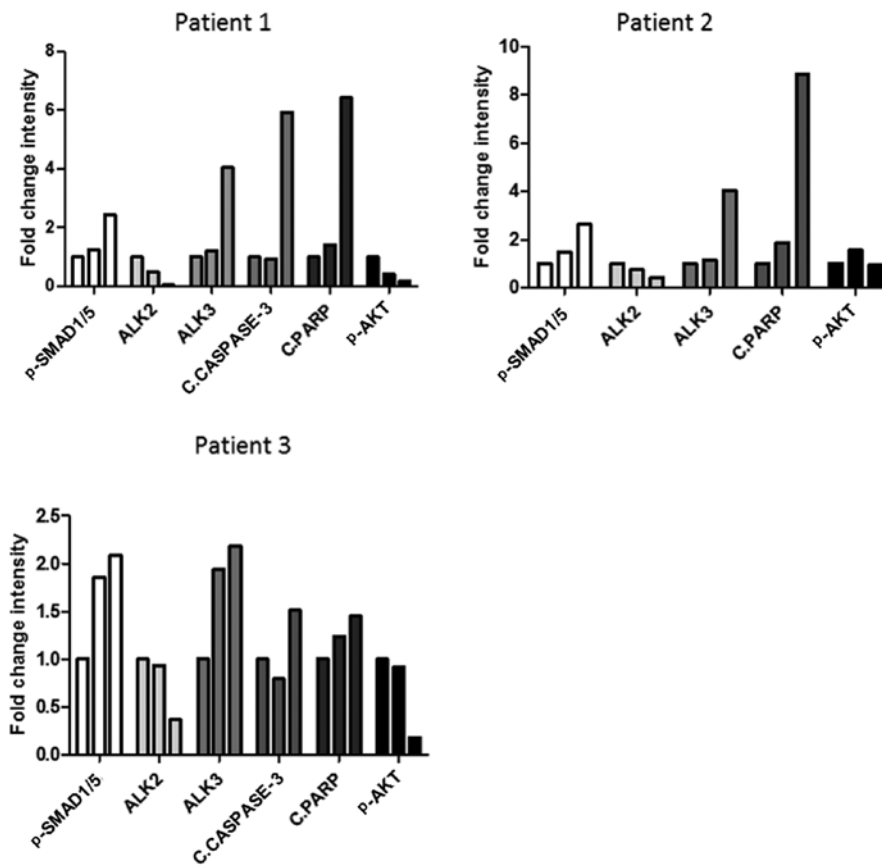 Patient 1
Fold change intensity
8
6
4
2
0
p-SMAD1/5
ALK2
ALK3
C.CASPASE-3
C.PARP
p-AKT
Patient 2
Fold change intensity
10
8
6
4
2
0
p-SMAD1/5
ALK2
ALK3
C.PARP
p-AKT
Patient 3
Fold change intensity
2.5
2.0
1.5
1.0
0.5
0.0
p-SMAD1/5
ALK2
ALK3
C.CASPASE-3
C.PARP
p-AKT